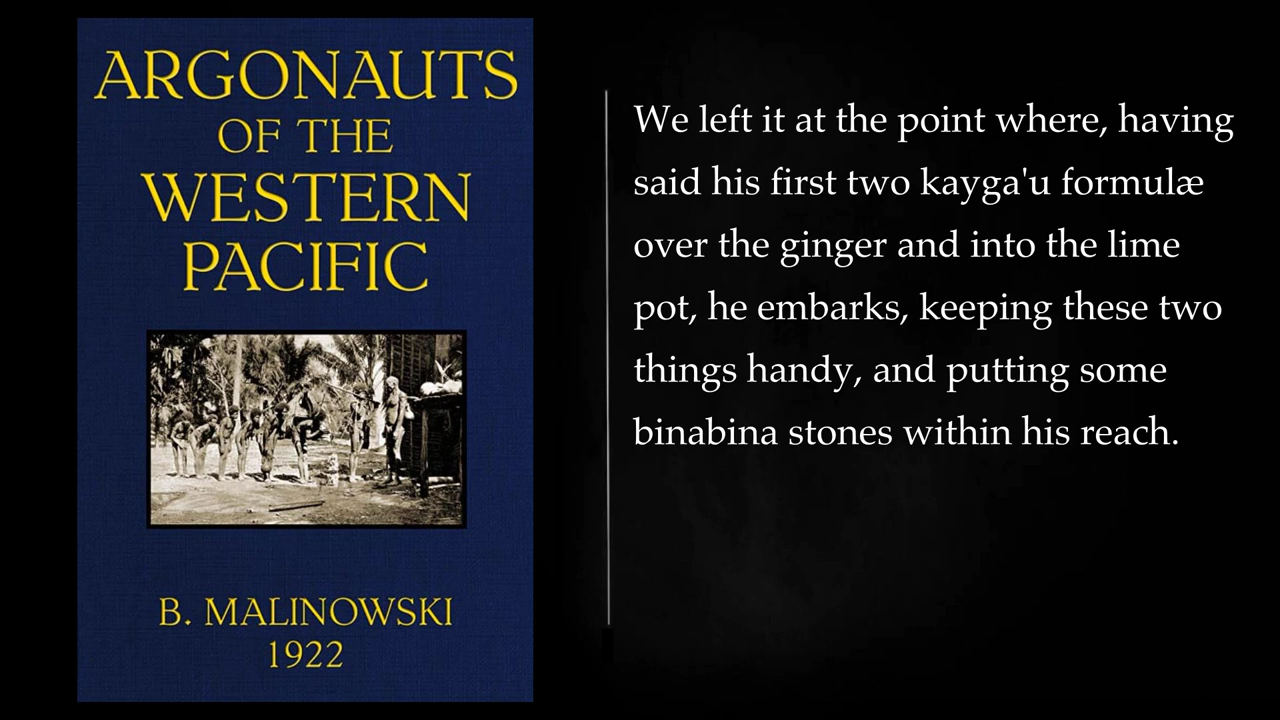 ARGONAUTS
OF THE
WESTERN
PACIFIC
B. MALINOWSKI
1922
We left it at the point where, having
said his first two kayga'u formulæ
over the ginger and into the lime
pot, he embarks, keeping these two
things handy, and putting some
binabina stones within his reach.